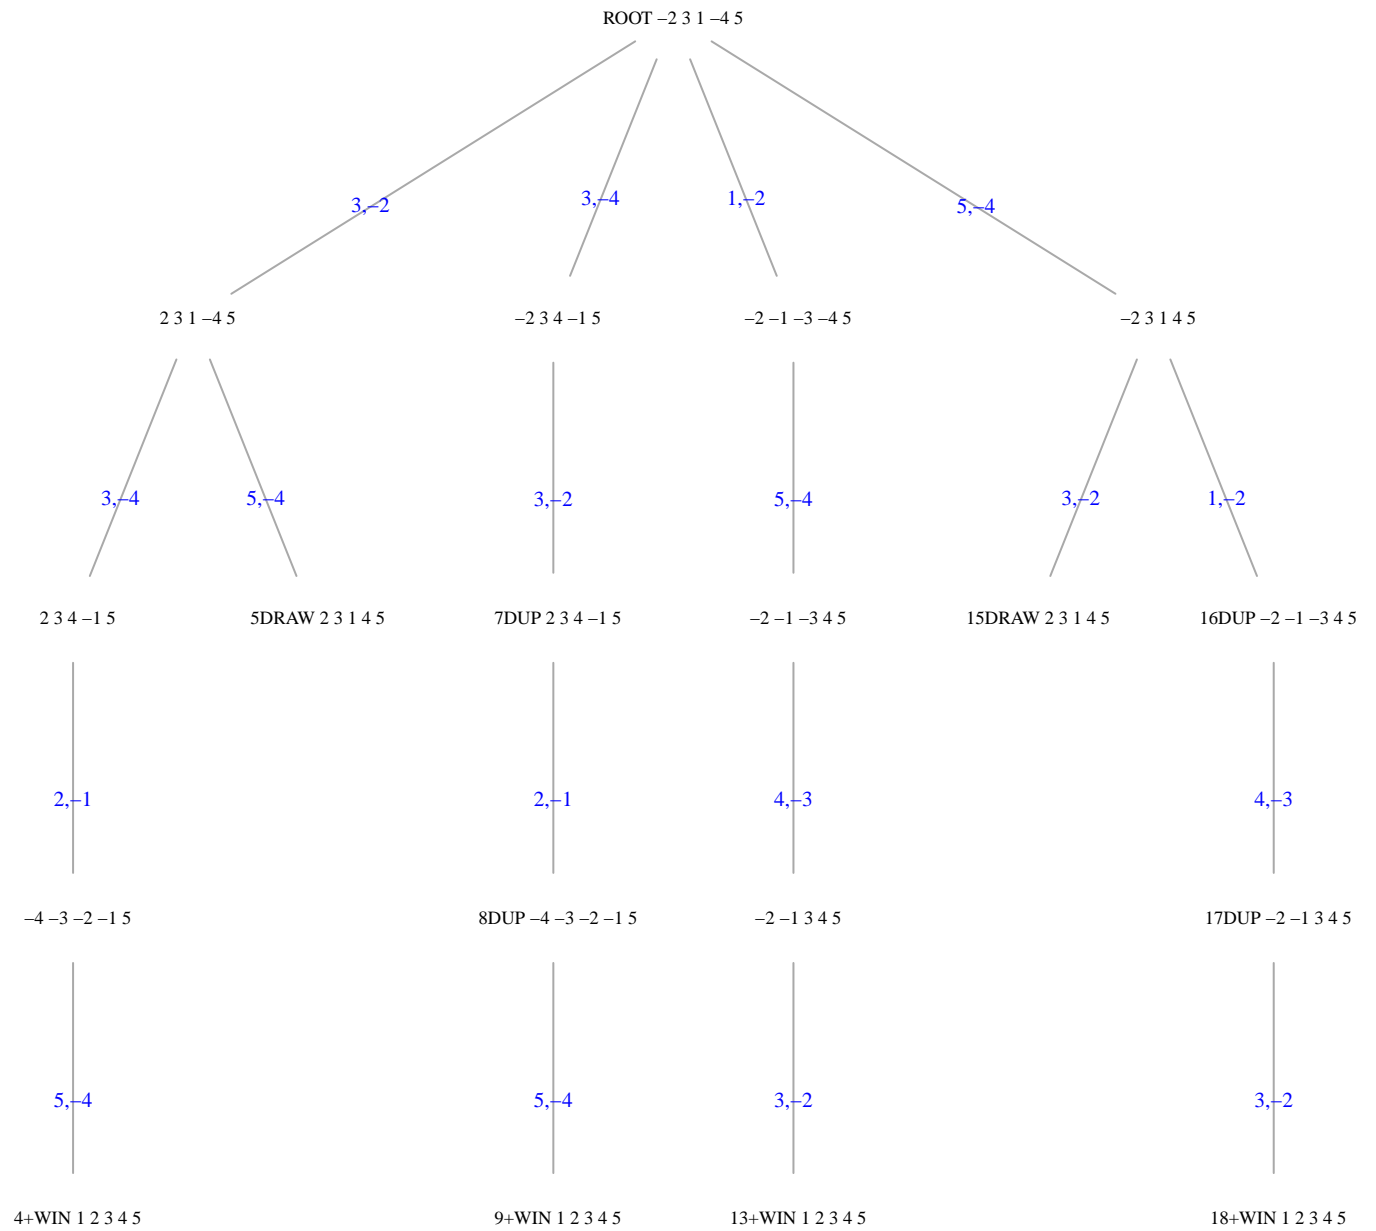 ROOT –2 3 1 –4 5
3,–2
3,–4
1,–2
5,–4
2 3 1 –4 5
–2 3 4 –1 5
–2 –1 –3 –4 5
–2 3 1 4 5
3,–4
5,–4
3,–2
5,–4
3,–2
1,–2
2 3 4 –1 5
5DRAW 2 3 1 4 5
7DUP 2 3 4 –1 5
–2 –1 –3 4 5
15DRAW 2 3 1 4 5
16DUP –2 –1 –3 4 5
2,–1
2,–1
4,–3
4,–3
–4 –3 –2 –1 5
8DUP –4 –3 –2 –1 5
–2 –1 3 4 5
17DUP –2 –1 3 4 5
5,–4
5,–4
3,–2
3,–2
4+WIN 1 2 3 4 5
9+WIN 1 2 3 4 5
13+WIN 1 2 3 4 5
18+WIN 1 2 3 4 5